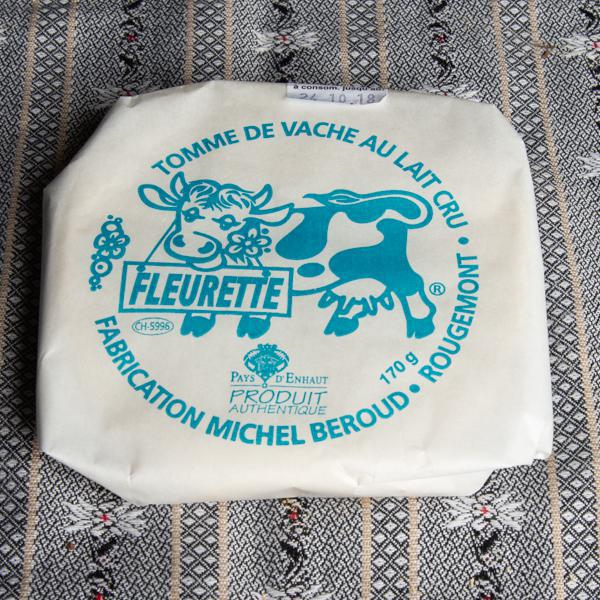 à consom. jusqu'au
24.10.18
TOMME DE VACHE AU LAIT CRU • ROUGEMONT •
FLEURETTE
®
CH-5996
170 g
PAYS D'ENHAUT
PRODUIT
AUTHENTIQUE
FABRICATION MICHEL BEROUD •